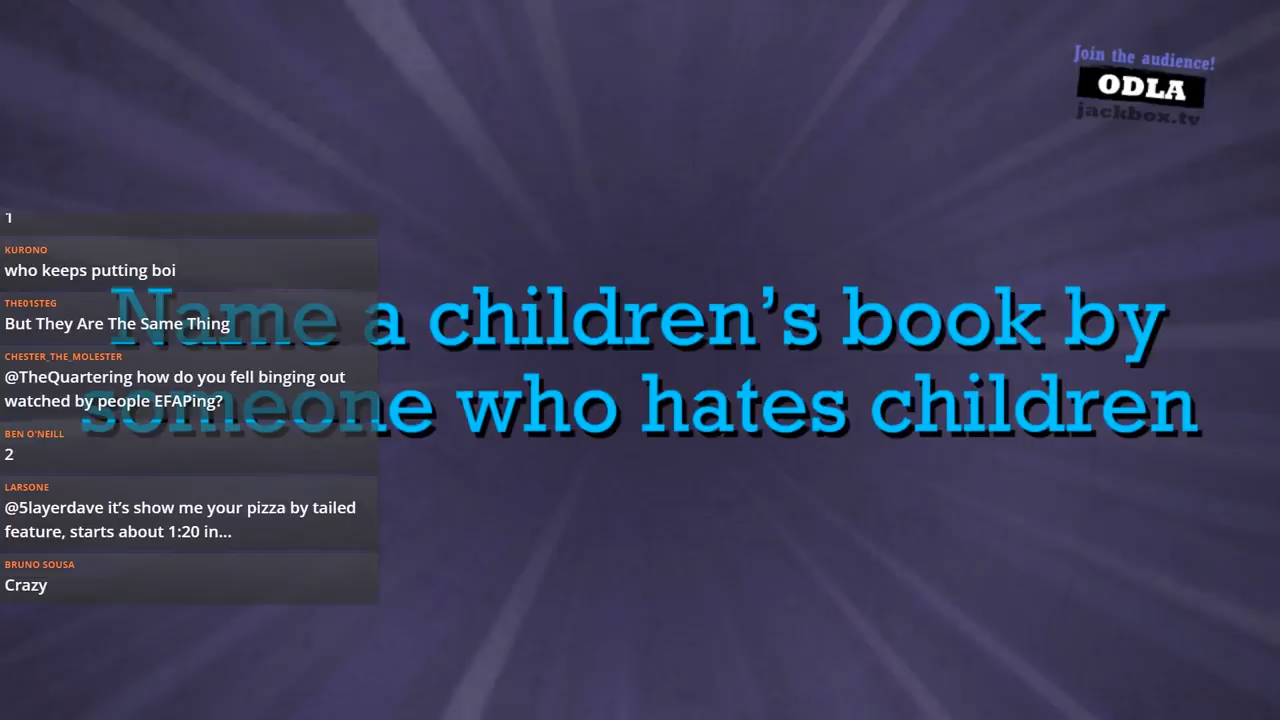 Join the audience!
ODLA
jackbox.tv
1
KURONO
who keeps putting boi
THE01STEG
But They Are The Same Thing
CHESTER_THE_MOLESTER
@TheQuartering how do you fell binging out
watched by people EFAPing?
BEN O'NEILL
2
LARSONE
@5layerdave it’s show me your pizza by tailed
feature, starts about 1:20 in...
BRUNO SOUSA
Crazy
Name a children’s book by
someone who hates children